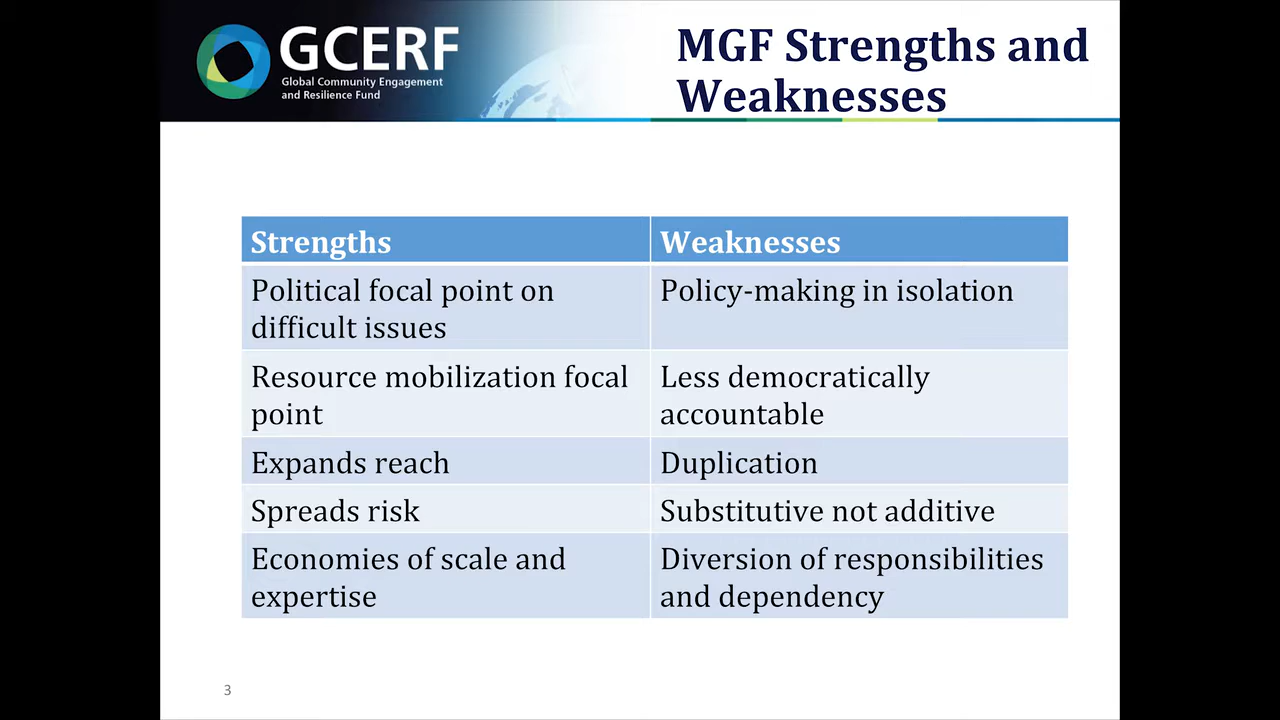 GCERF
Global Community Engagement
and Resilience Fund
MGF Strengths and
Weaknesses
Strengths
Weaknesses
Political focal point on
difficult issues
Policy-making in isolation
Resource mobilization focal
point
Less democratically
accountable
Expands reach
Duplication
Spreads risk
Substitutive not additive
Economies of scale and
expertise
Diversion of responsibilities
and dependency
3